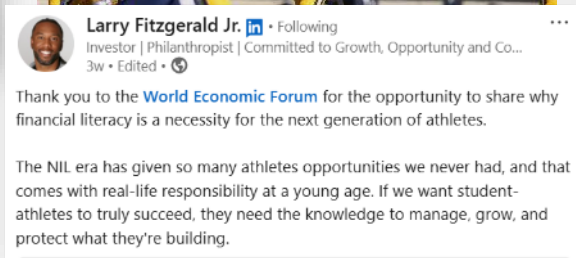 Larry Fitzgerald Jr. in • Following
Investor | Philanthropist | Committed to Growth, Opportunity and Co...
3w • Edited •
Thank you to the World Economic Forum for the opportunity to share why
financial literacy is a necessity for the next generation of athletes.
The NIL era has given so many athletes opportunities we never had, and that
comes with real-life responsibility at a young age. If we want student-
athletes to truly succeed, they need the knowledge to manage, grow, and
protect what they're building.